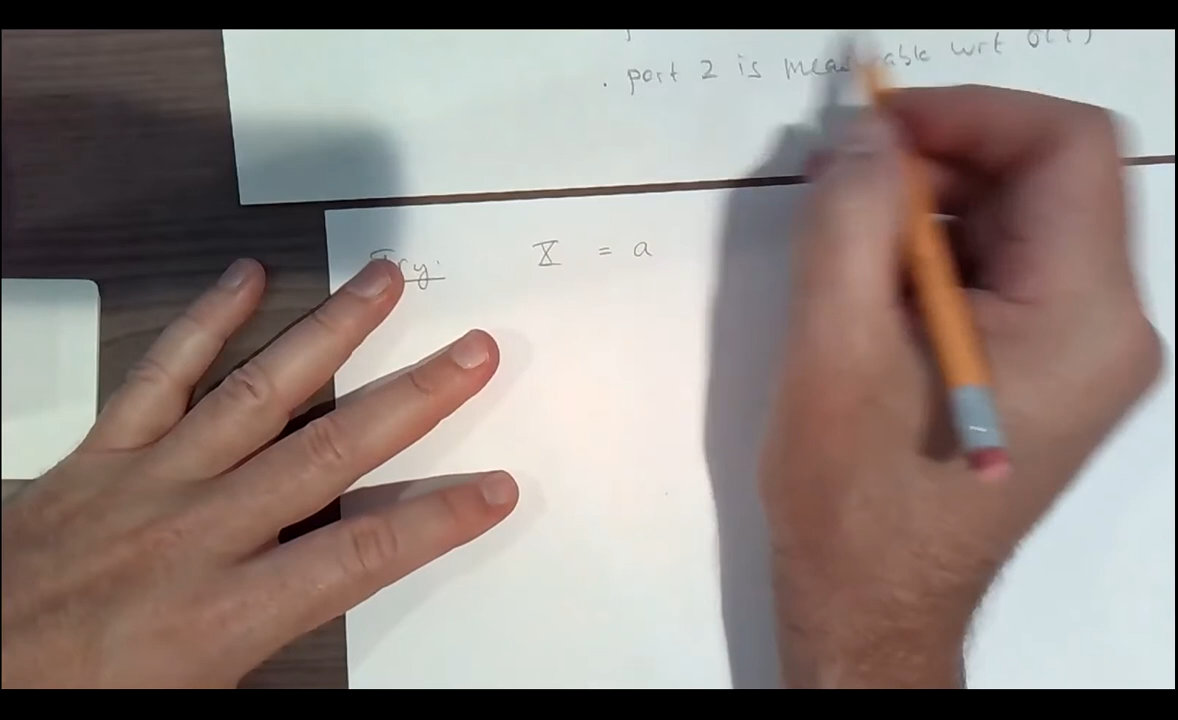 . part 2 is measurable wrt σ(Y)
Try: X = a